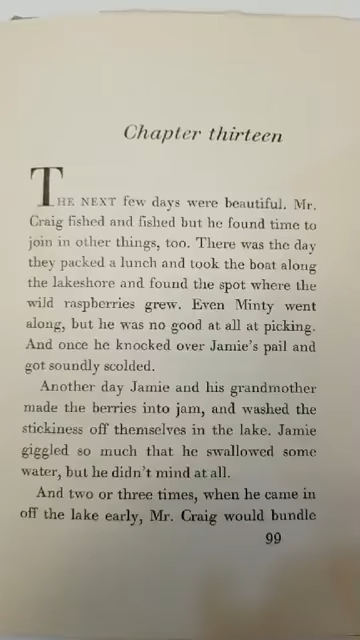 Chapter thirteen
THE NEXT few days were beautiful. Mr.
Craig fished and fished but he found time to
join in other things, too. There was the day
they packed a lunch and took the boat along
the lakeshore and found the spot where the
wild raspberries grew. Even Minty went
along, but he was no good at all at picking.
And once he knocked over Jamie's pail and
got soundly scolded.
Another day Jamie and his grandmother
made the berries into jam, and washed the
stickiness off themselves in the lake. Jamie
giggled so much that he swallowed some
water, but he didn't mind at all.
And two or three times, when he came in
off the lake early, Mr. Craig would bundle
99